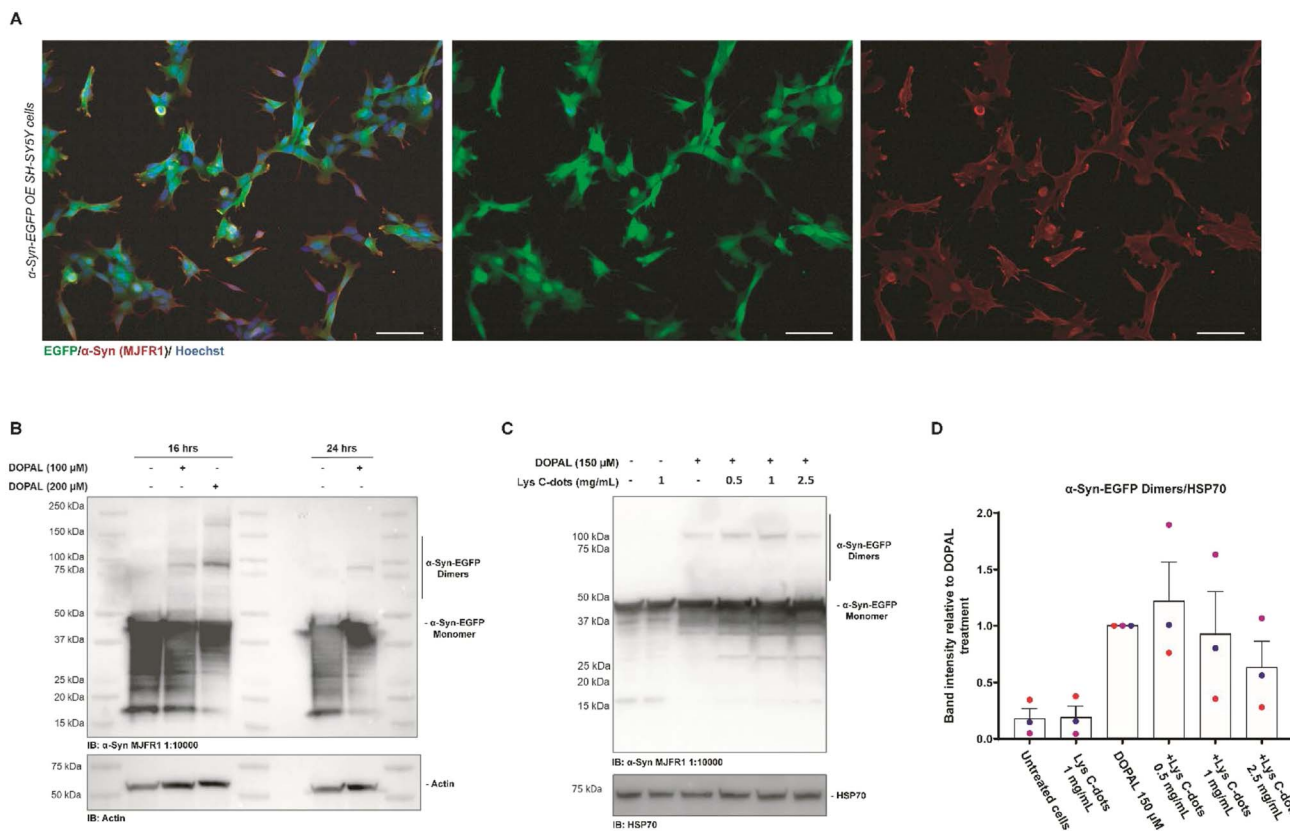 A
α-Syn-EGFP OE SH-SY5Y cells
EGFP/α-Syn (MJFR1)/ Hoechst
B
16 hrs
24 hrs
DOPAL (100 µM)
- + - - +
DOPAL (200 µM)
- - + - -
250 kDa
150 kDa
100 kDa
75 kDa
50 kDa
37 kDa
25 kDa
20 kDa
15 kDa
α-Syn-EGFP
Dimers
- α-Syn-EGFP
Monomer
IB: α-Syn MJFR1 1:10000
75 kDa
50 kDa
- Actin
IB: Actin
C
DOPAL (150 µM) - - + + + +
Lys C-dots (mg/mL) - 1 - 0.5 1 2.5
100 kDa
75 kDa
50 kDa
37 kDa
25 kDa
20 kDa
15 kDa
α-Syn-EGFP
Dimers
- α-Syn-EGFP
Monomer
IB: α-Syn MJFR1 1:10000
75 kDa
- HSP70
IB: HSP70
D
α-Syn-EGFP Dimers/HSP70
Band intensity relative to DOPAL
treatment
2.0
1.5
1.0
0.5
0.0
Untreated cells
Lys C-dots
1 mg/mL
DOPAL 150 µM
+Lys C-dots
0.5 mg/mL
+Lys C-dots
1 mg/mL
+Lys C-dots
2.5 mg/mL